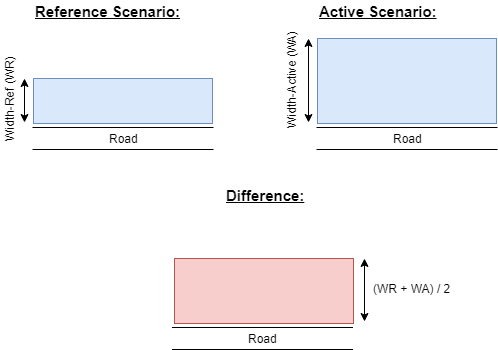 Reference Scenario:
Active Scenario:
Width-Ref (WR)
Road
Width-Active (WA)
Road
Difference:
(WR + WA) / 2
Road